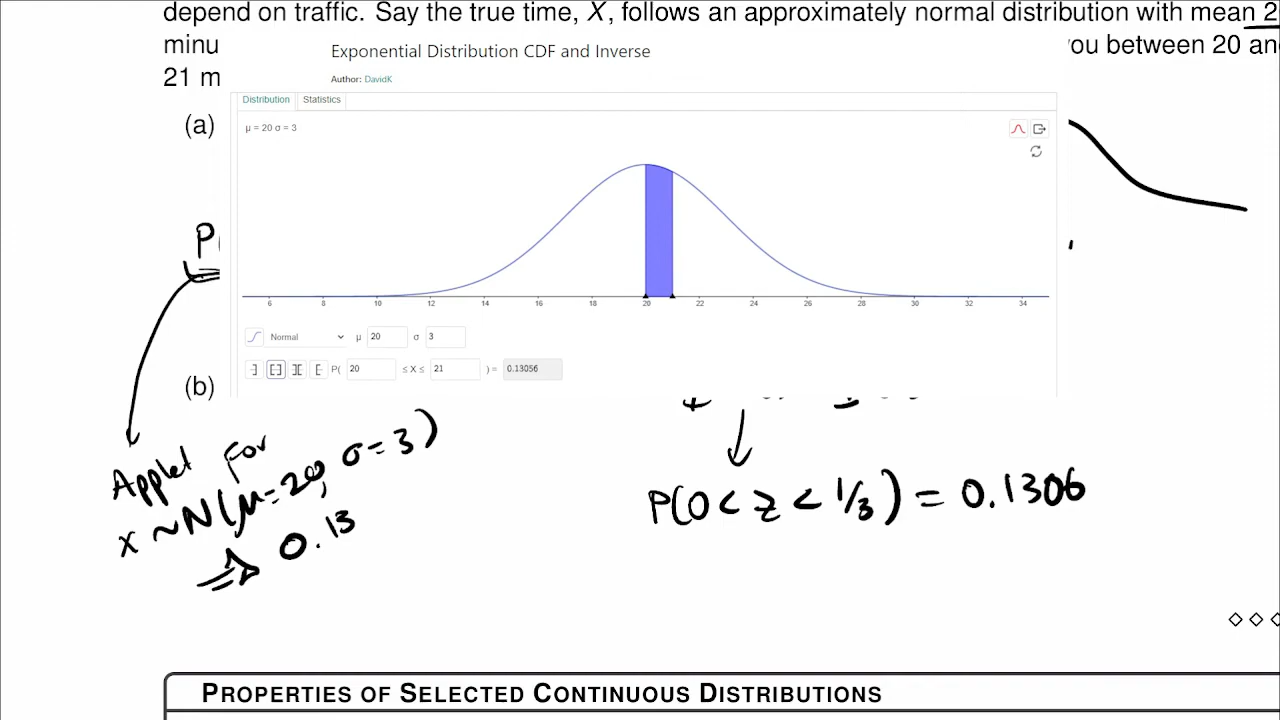 depend on traffic. Say the true time, X, follows an approximately normal distribution with mean 2
minu
you between 20 an
21 m
Exponential Distribution CDF and Inverse
Author: DavidK
Distribution Statistics
(a)
μ = 20 σ = 3
P(
6 8 10 12 14 16 18 20 22 24 26 28 30 32 34
Normal μ 20 σ 3
P( 20 ≤ X ≤ 21 ) = 0.13056
(b)
Applet for
x ~ N(μ=20, σ=3)
⇒ 0.13
P(0 < z < 1/3) = 0.1306
◇ ◇ ◇
PROPERTIES OF SELECTED CONTINUOUS DISTRIBUTIONS